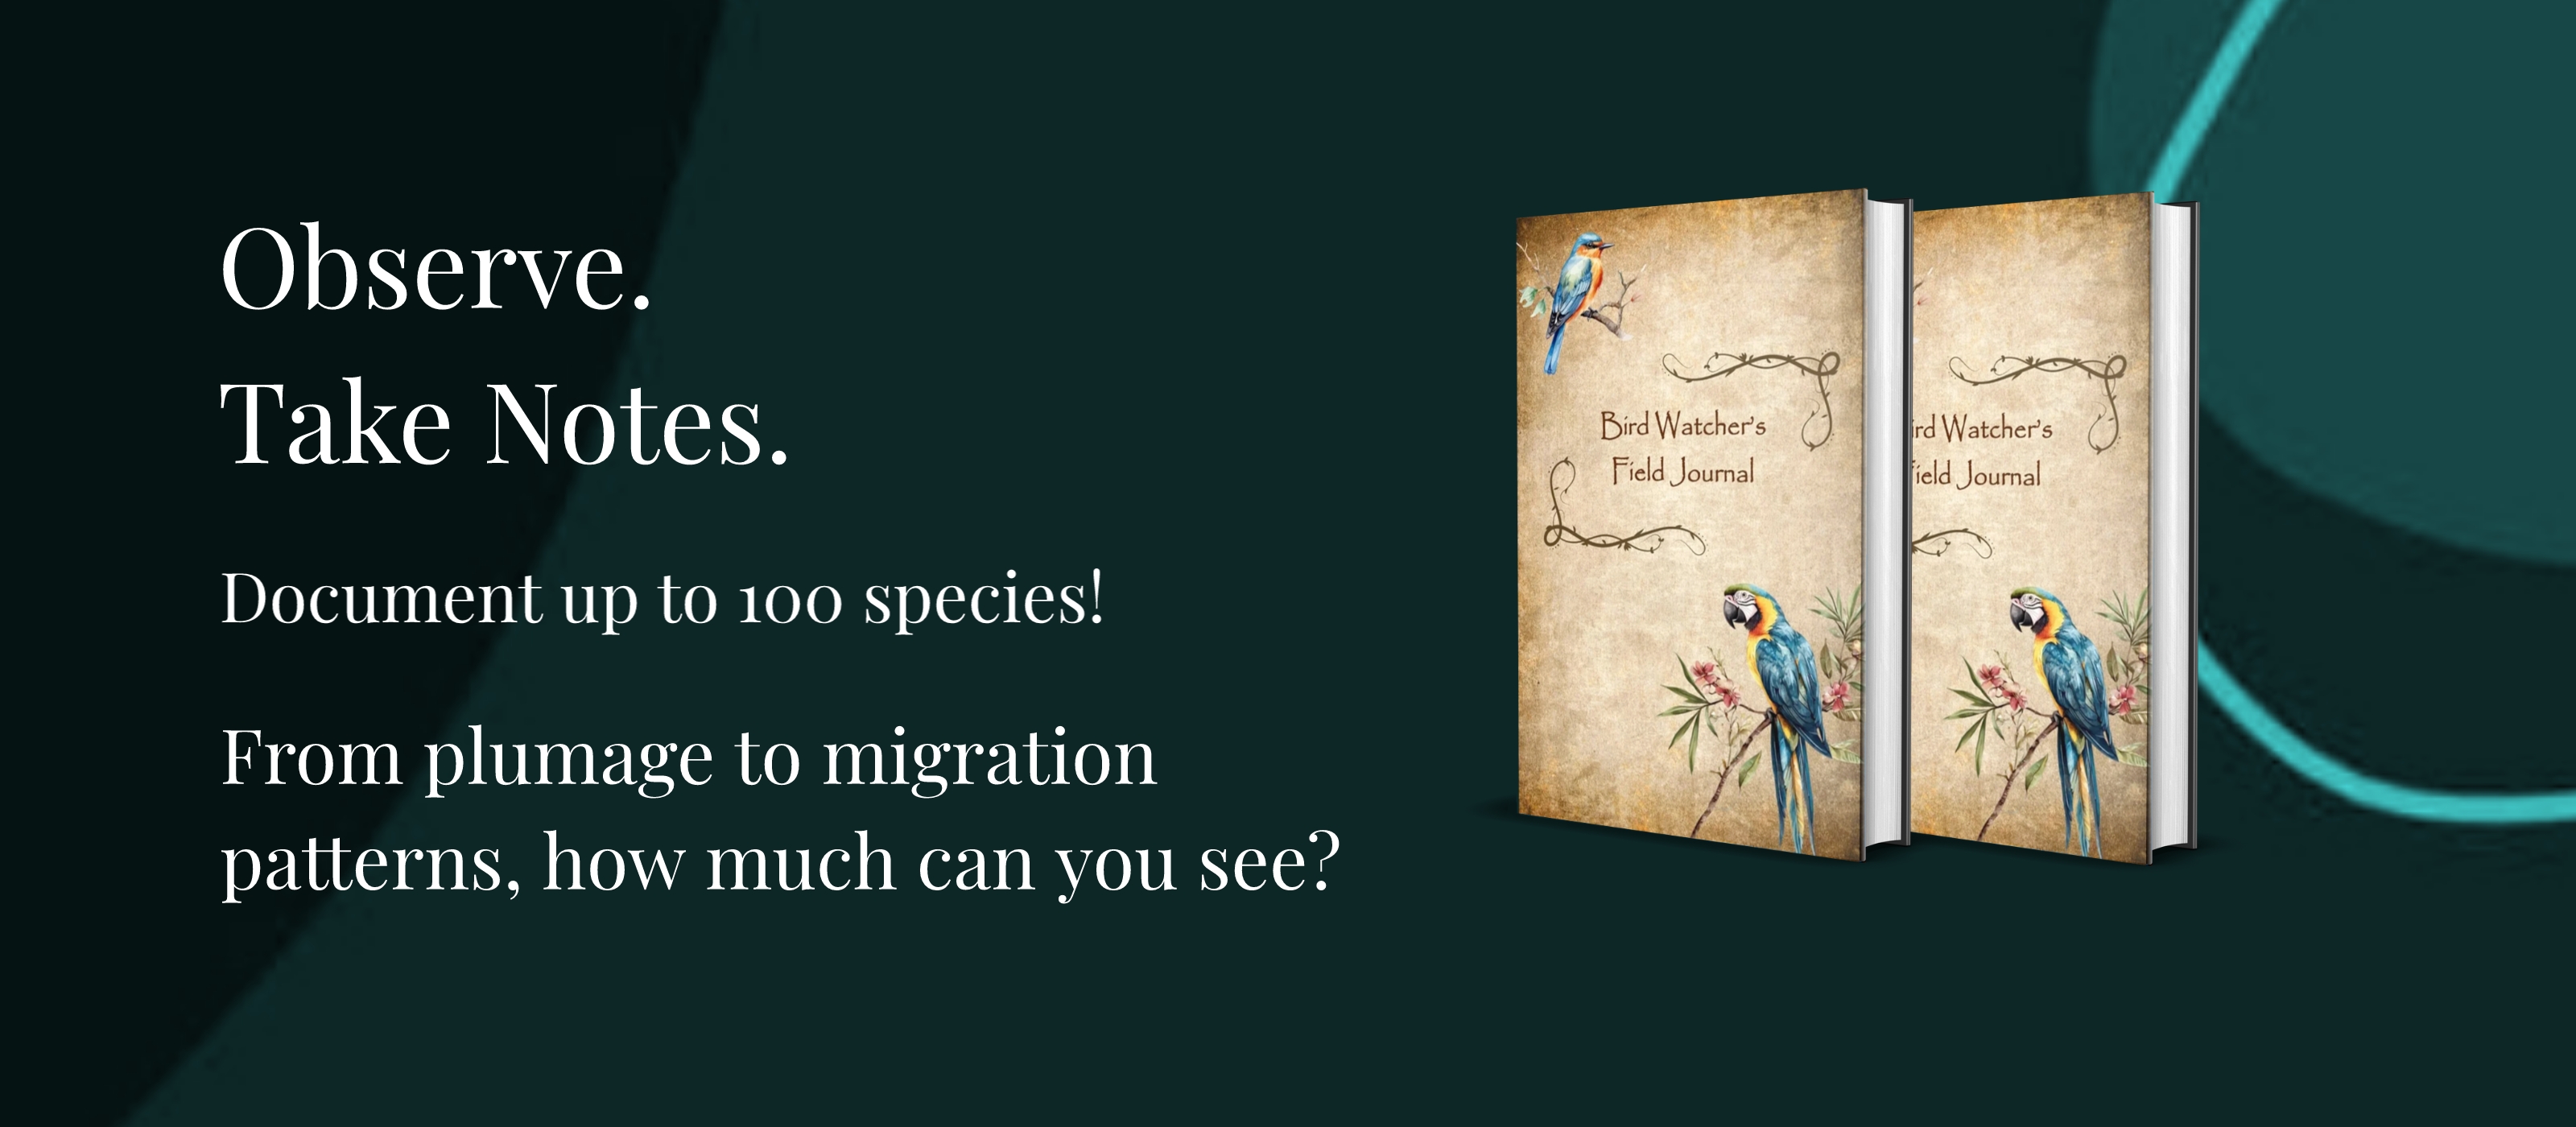 Observe.
Take Notes.
Document up to 100 species!
From plumage to migration
patterns, how much can you see?
Bird Watcher's
Field Journal
ird Watcher's
ield Journal